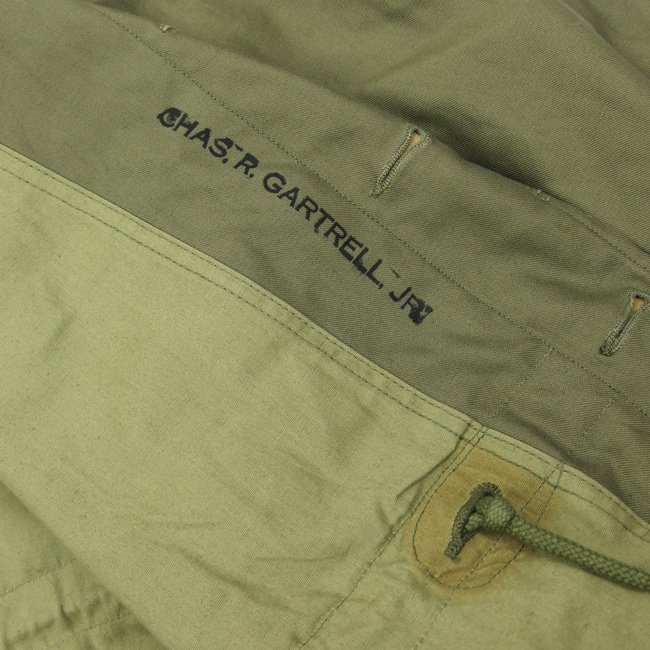 CHAS. R. GARTRELL, JR